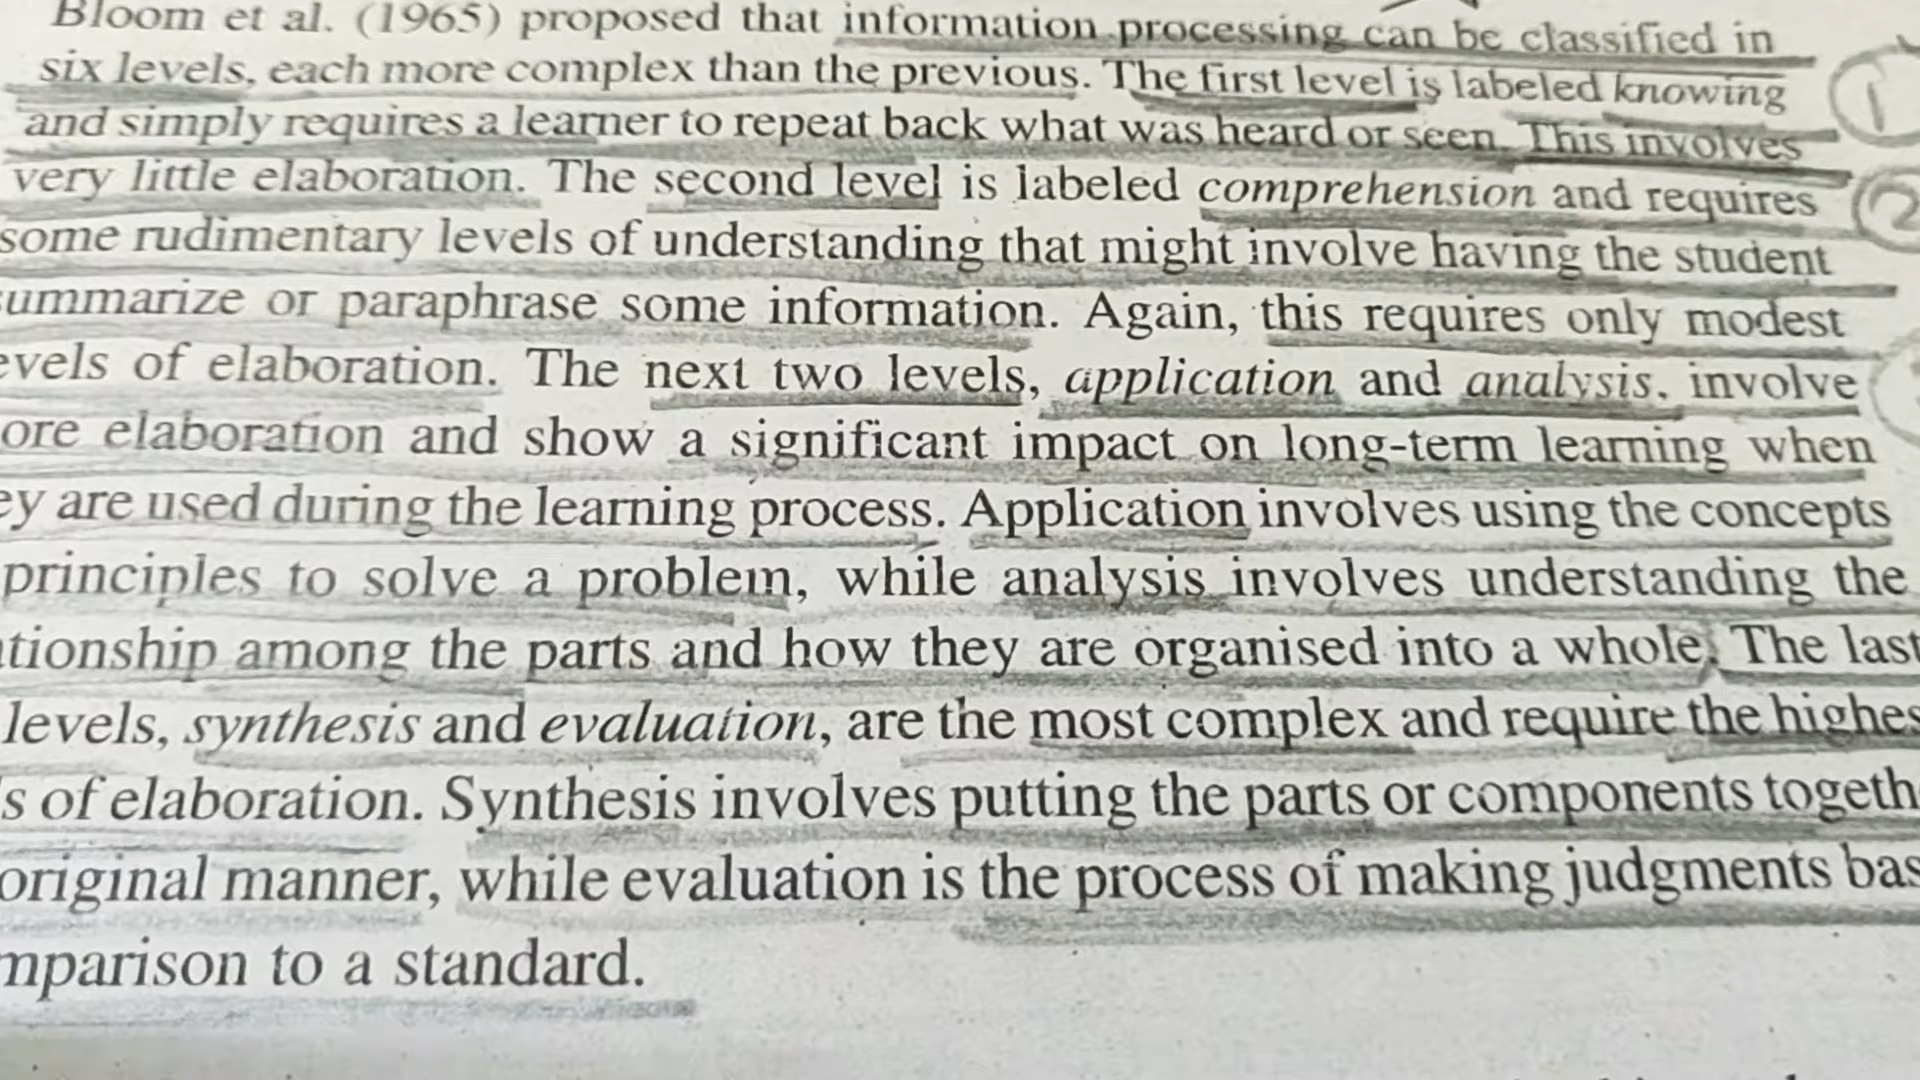 Bloom et al. (1965) proposed that information processing can be classified in
six levels, each more complex than the previous. The first level is labeled knowing
and simply requires a learner to repeat back what was heard or seen. This involves
very little elaboration. The second level is labeled comprehension and requires
some rudimentary levels of understanding that might involve having the student
ummarize or paraphrase some information. Again, this requires only modest
evels of elaboration. The next two levels, application and analysis, involve
ore elaboration and show a significant impact on long-term learning when
ey are used during the learning process. Application involves using the concepts
principles to solve a problem, while analysis involves understanding the
tionship among the parts and how they are organised into a whole. The last
levels, synthesis and evaluation, are the most complex and require the highes
s of elaboration. Synthesis involves putting the parts or components togeth
original manner, while evaluation is the process of making judgments bas
mparison to a standard.
1
2